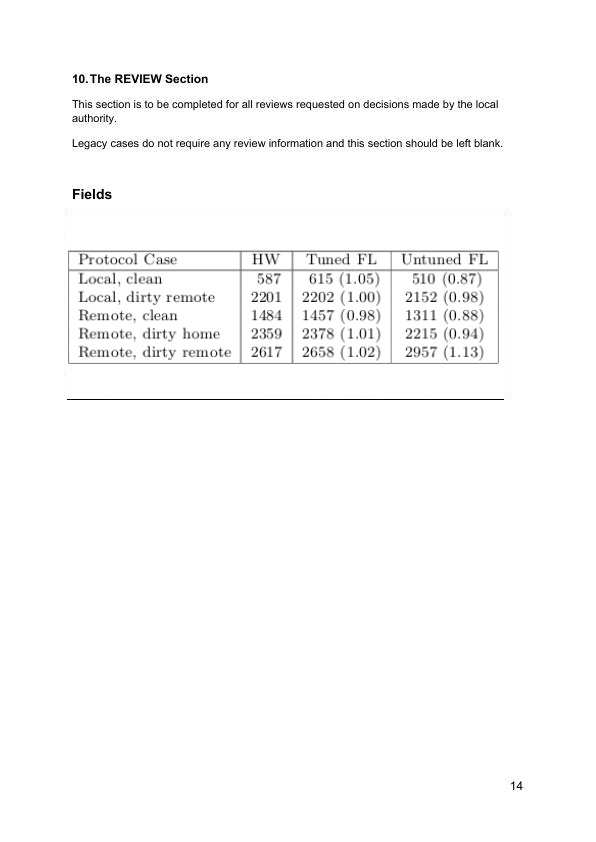 10. The REVIEW Section
This section is to be completed for all reviews requested on decisions made by the local
authority.
Legacy cases do not require any review information and this section should be left blank.
Fields
Protocol Case HW Tuned FL Untuned FL
Local, clean 587 615 (1.05) 510 (0.87)
Local, dirty remote 2201 2202 (1.00) 2152 (0.98)
Remote, clean 1484 1457 (0.98) 1311 (0.88)
Remote, dirty home 2359 2378 (1.01) 2215 (0.94)
Remote, dirty remote 2617 2658 (1.02) 2957 (1.13)
14